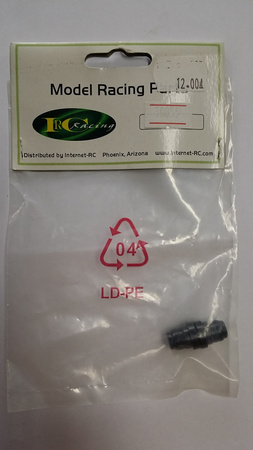 Model Racing
12-004
IRC
Racing
Distributed by Internet-RC Phoenix, Arizona www.internet-RC.com
04
LD-PE